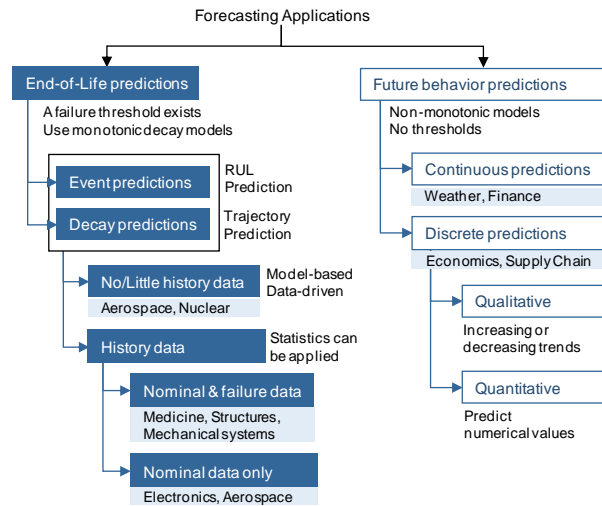 Forecasting Applications
End-of-Life predictions
A failure threshold exists
Use monotonic decay models
Event predictions
RUL
Prediction
Decay predictions
Trajectory
Prediction
No/Little history data
Model-based
Data-driven
Aerospace, Nuclear
History data
Statistics can
be applied
Nominal & failure data
Medicine, Structures,
Mechanical systems
Nominal data only
Electronics, Aerospace
Future behavior predictions
Non-monotonic models
No thresholds
Continuous predictions
Weather, Finance
Discrete predictions
Economics, Supply Chain
Qualitative
Increasing or
decreasing trends
Quantitative
Predict
numerical values